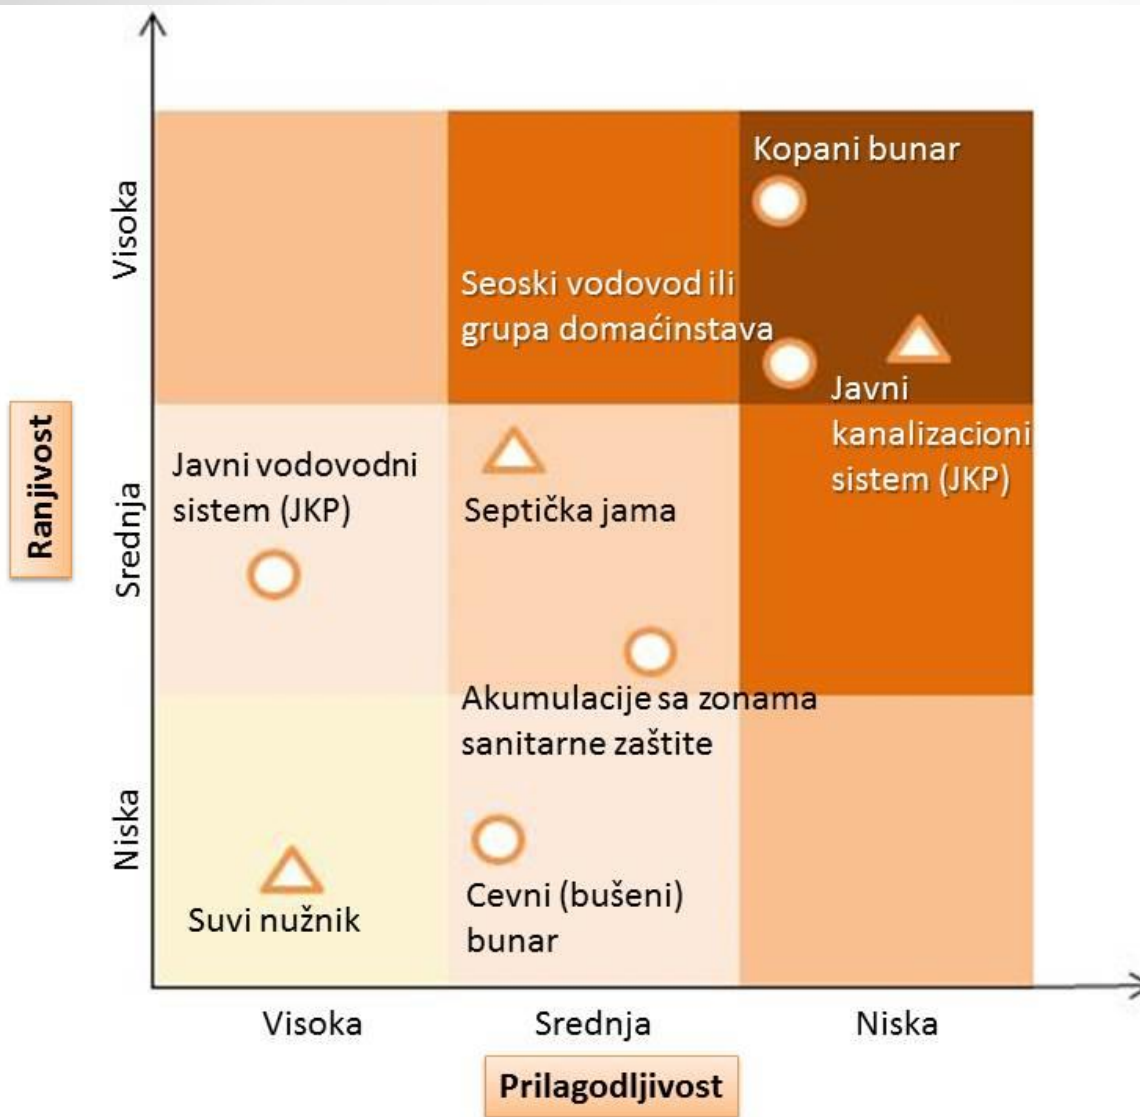 Kopani bunar
Visoka
Seoski vodovod ili
grupa domaćinstava
Javni
kanalizacioni
sistem (JKP)
Ranjivost
Srednja
Javni vodovodni
sistem (JKP)
Septička jama
Akumulacije sa zonama
sanitarne zaštite
Niska
Suvi nužnik
Cevni (bušeni)
bunar
Visoka
Srednja
Niska
Prilagodljivost